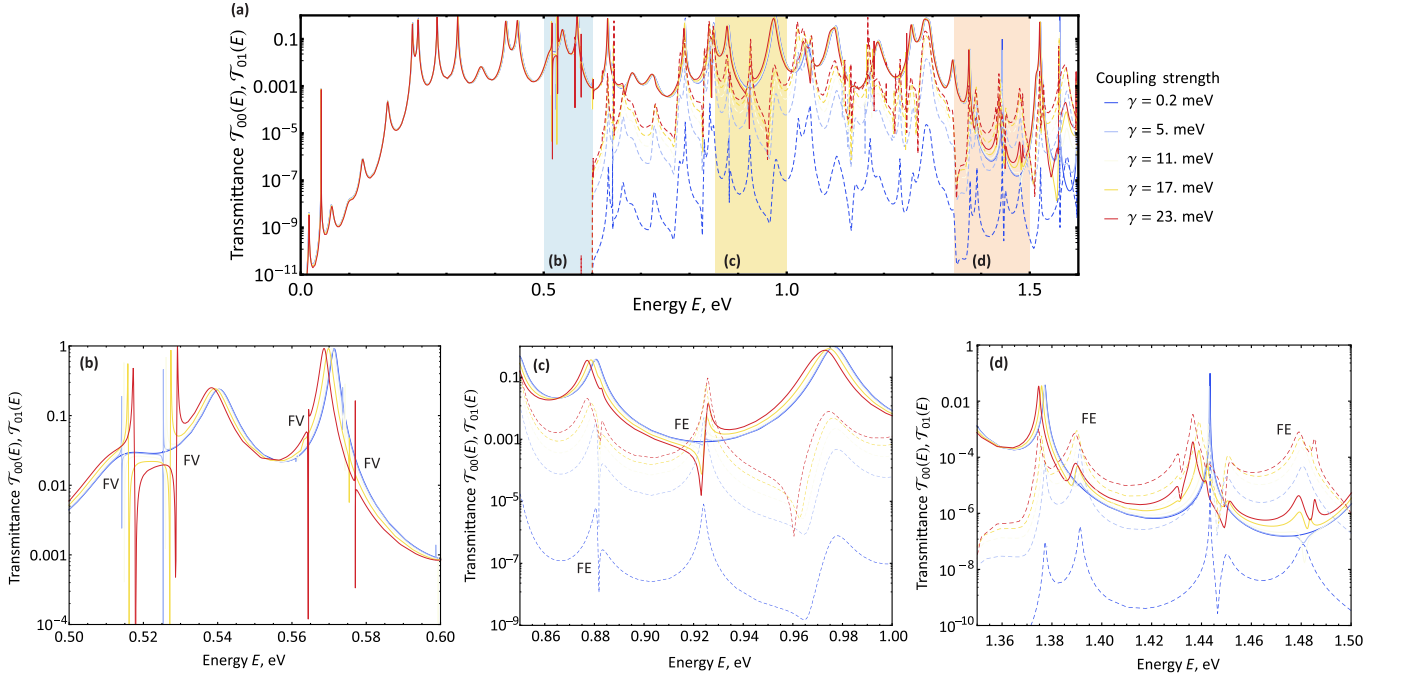 (a)
Transmittance 𝒯₀₀(E), 𝒯₀₁(E)
0.1
0.001
10⁻⁵
10⁻⁷
10⁻⁹
10⁻¹¹
(b)
(c)
(d)
0.0 0.5 1.0 1.5
Energy E, eV
Coupling strength
γ = 0.2 meV
γ = 5. meV
γ = 11. meV
γ = 17. meV
γ = 23. meV
(b)
Transmittance 𝒯₀₀(E), 𝒯₀₁(E)
1
0.1
0.01
0.001
10⁻⁴
FV
FV
FV
FV
0.50 0.52 0.54 0.56 0.58 0.60
Energy E, eV
(c)
Transmittance 𝒯₀₀(E), 𝒯₀₁(E)
0.1
0.001
10⁻⁵
10⁻⁷
10⁻⁹
FE
FE
0.86 0.88 0.90 0.92 0.94 0.96 0.98 1.00
Energy E, eV
(d)
Transmittance 𝒯₀₀(E), 𝒯₀₁(E)
1
0.01
10⁻⁴
10⁻⁶
10⁻⁸
10⁻¹⁰
FE
FE
1.36 1.38 1.40 1.42 1.44 1.46 1.48 1.50
Energy E, eV